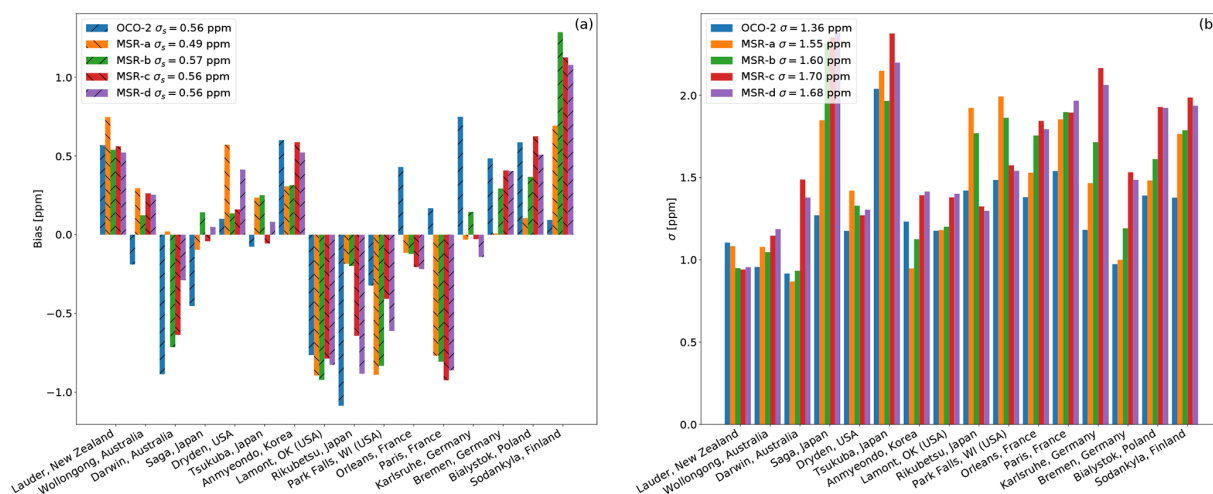 (a)
OCO-2 σs = 0.56 ppm
MSR-a σs = 0.49 ppm
MSR-b σs = 0.57 ppm
MSR-c σs = 0.56 ppm
MSR-d σs = 0.56 ppm
Bias [ppm]
1.0
0.5
0.0
−0.5
−1.0
Lauder, New Zealand
Wollongong, Australia
Darwin, Australia
Saga, Japan
Dryden, USA
Tsukuba, Japan
Anmyeondo, Korea
Lamont, OK (USA)
Rikubetsu, Japan
Park Falls, WI (USA)
Orleans, France
Paris, France
Karlsruhe, Germany
Bremen, Germany
Bialystok, Poland
Sodankyla, Finland
(b
OCO-2 σ = 1.36 ppm
MSR-a σ = 1.55 ppm
MSR-b σ = 1.60 ppm
MSR-c σ = 1.70 ppm
MSR-d σ = 1.68 ppm
σ [ppm]
2.0
1.5
1.0
0.5
0.0
Lauder, New Zealand
Wollongong, Australia
Darwin, Australia
Saga, Japan
Dryden, USA
Tsukuba, Japan
Anmyeondo, Korea
Lamont, OK (USA)
Rikubetsu, Japan
Park Falls, WI (USA)
Orleans, France
Paris, France
Karlsruhe, Germany
Bremen, Germany
Bialystok, Poland
Sodankyla, Finland